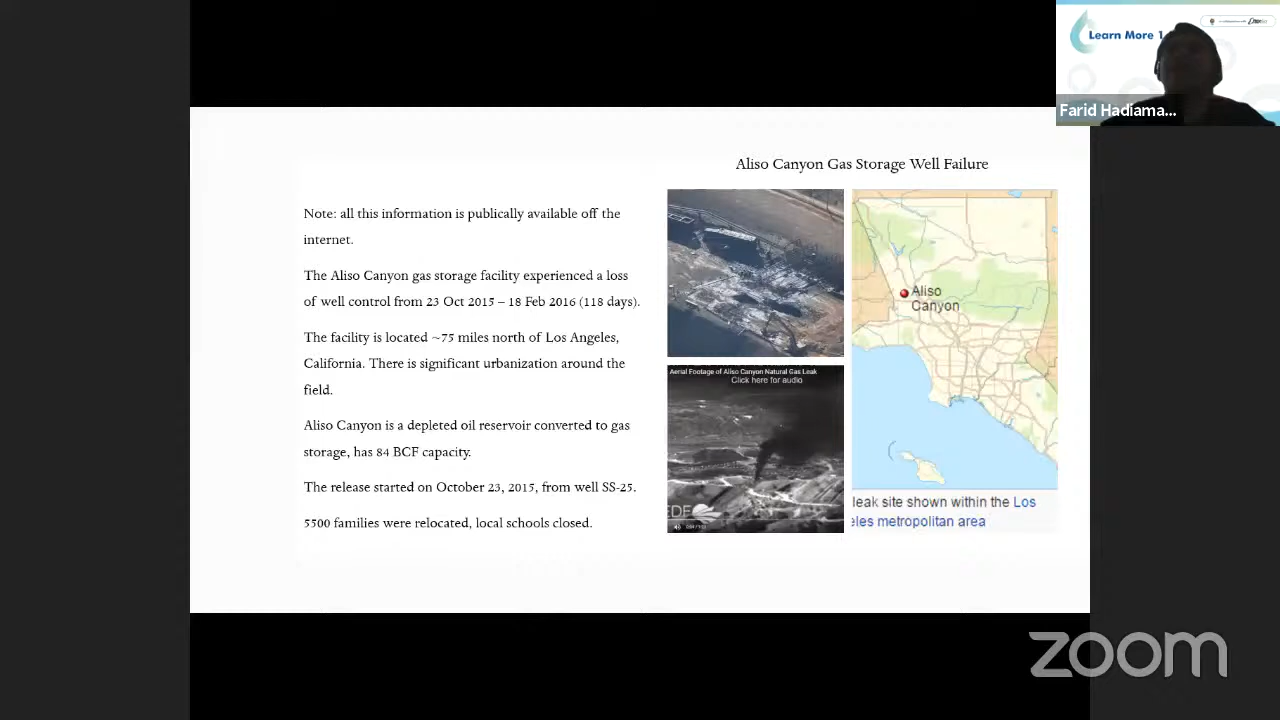 Learn More 1
Farid Hadiama...
Aliso Canyon Gas Storage Well Failure
Note: all this information is publically available off the
internet.
The Aliso Canyon gas storage facility experienced a loss
of well control from 23 Oct 2015 – 18 Feb 2016 (118 days).
The facility is located ~75 miles north of Los Angeles,
California. There is significant urbanization around the
field.
Aliso Canyon is a depleted oil reservoir converted to gas
storage, has 84 BCF capacity.
The release started on October 23, 2015, from well SS-25.
5500 families were relocated, local schools closed.
Aerial Footage of Aliso Canyon Natural Gas Leak
Click here for audio
EDF
Aliso
Canyon
leak site shown within the Los
eles metropolitan area
zoom